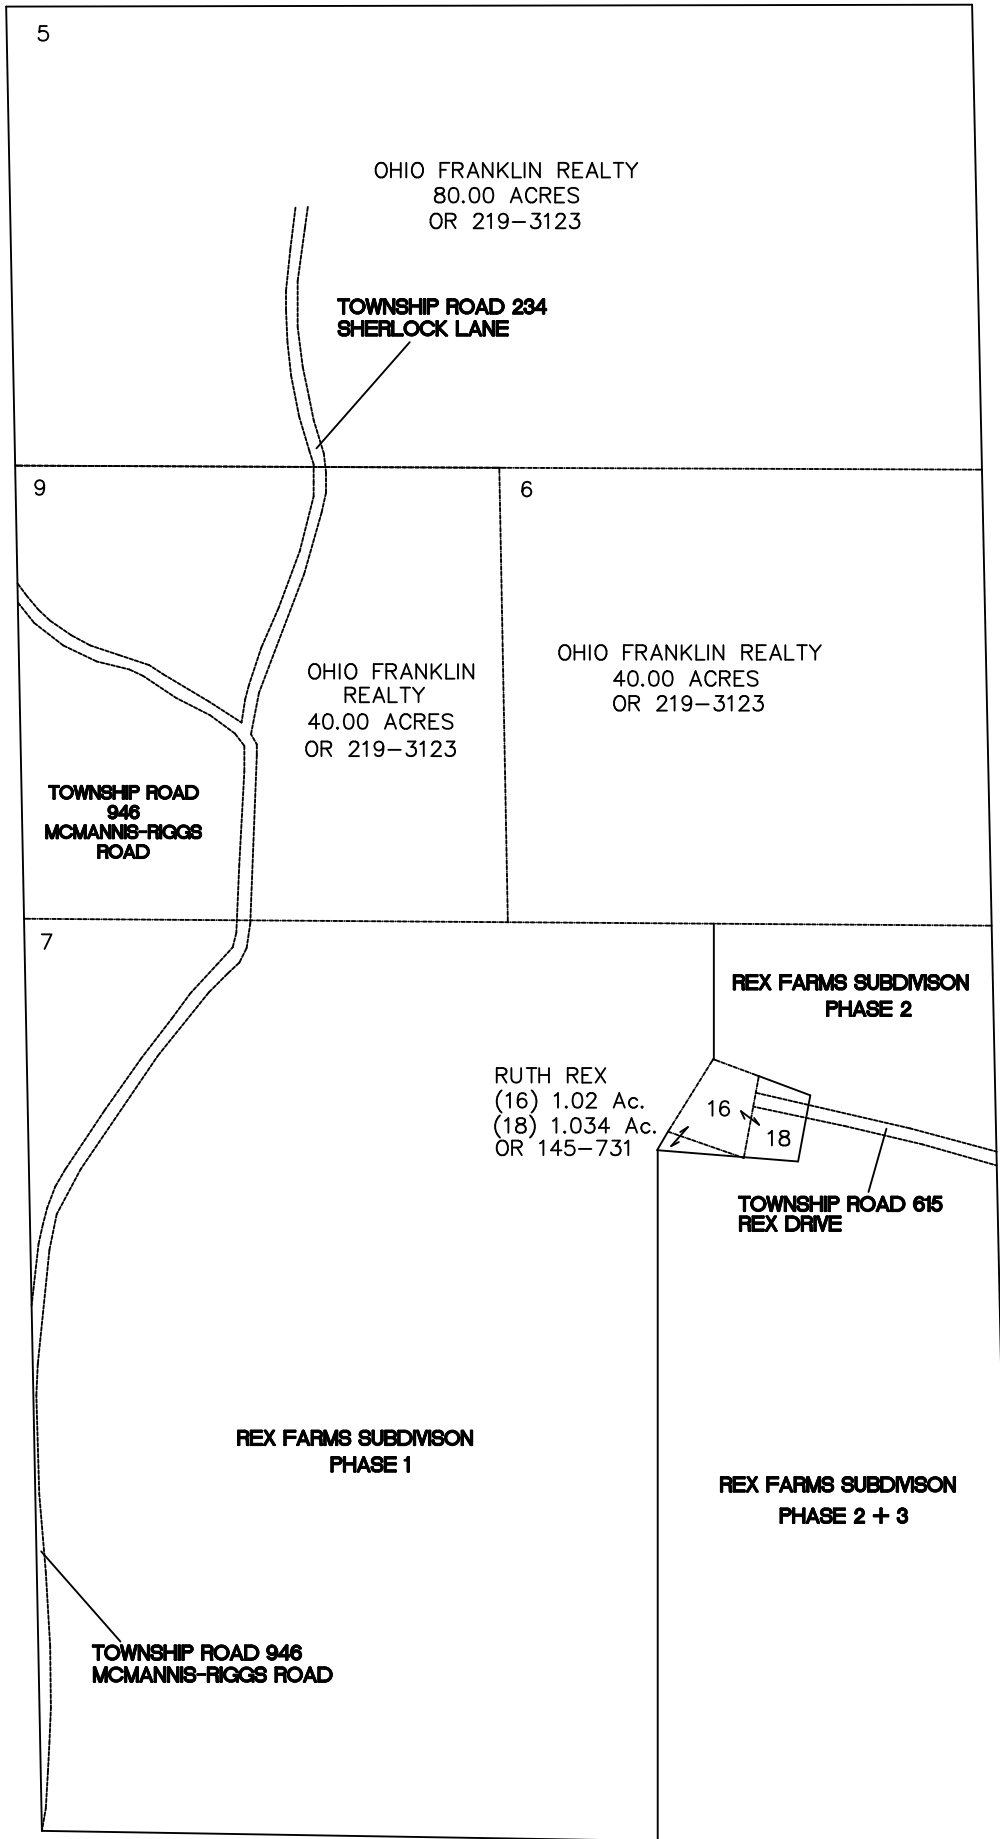 5
OHIO FRANKLIN REALTY
80.00 ACRES
OR 219-3123
TOWNSHIP ROAD 234
SHERLOCK LANE
9
6
OHIO FRANKLIN
REALTY
40.00 ACRES
OR 219-3123
OHIO FRANKLIN REALTY
40.00 ACRES
OR 219-3123
TOWNSHIP ROAD
946
MCMANNIS-RIGGS
ROAD
7
REX FARMS SUBDIVISON
PHASE 2
RUTH REX
(16) 1.02 Ac.
(18) 1.034 Ac.
OR 145-731
16
18
TOWNSHIP ROAD 615
REX DRIVE
REX FARMS SUBDIVISON
PHASE 1
REX FARMS SUBDIVISON
PHASE 2 + 3
TOWNSHIP ROAD 946
MCMANNIS-RIGGS ROAD